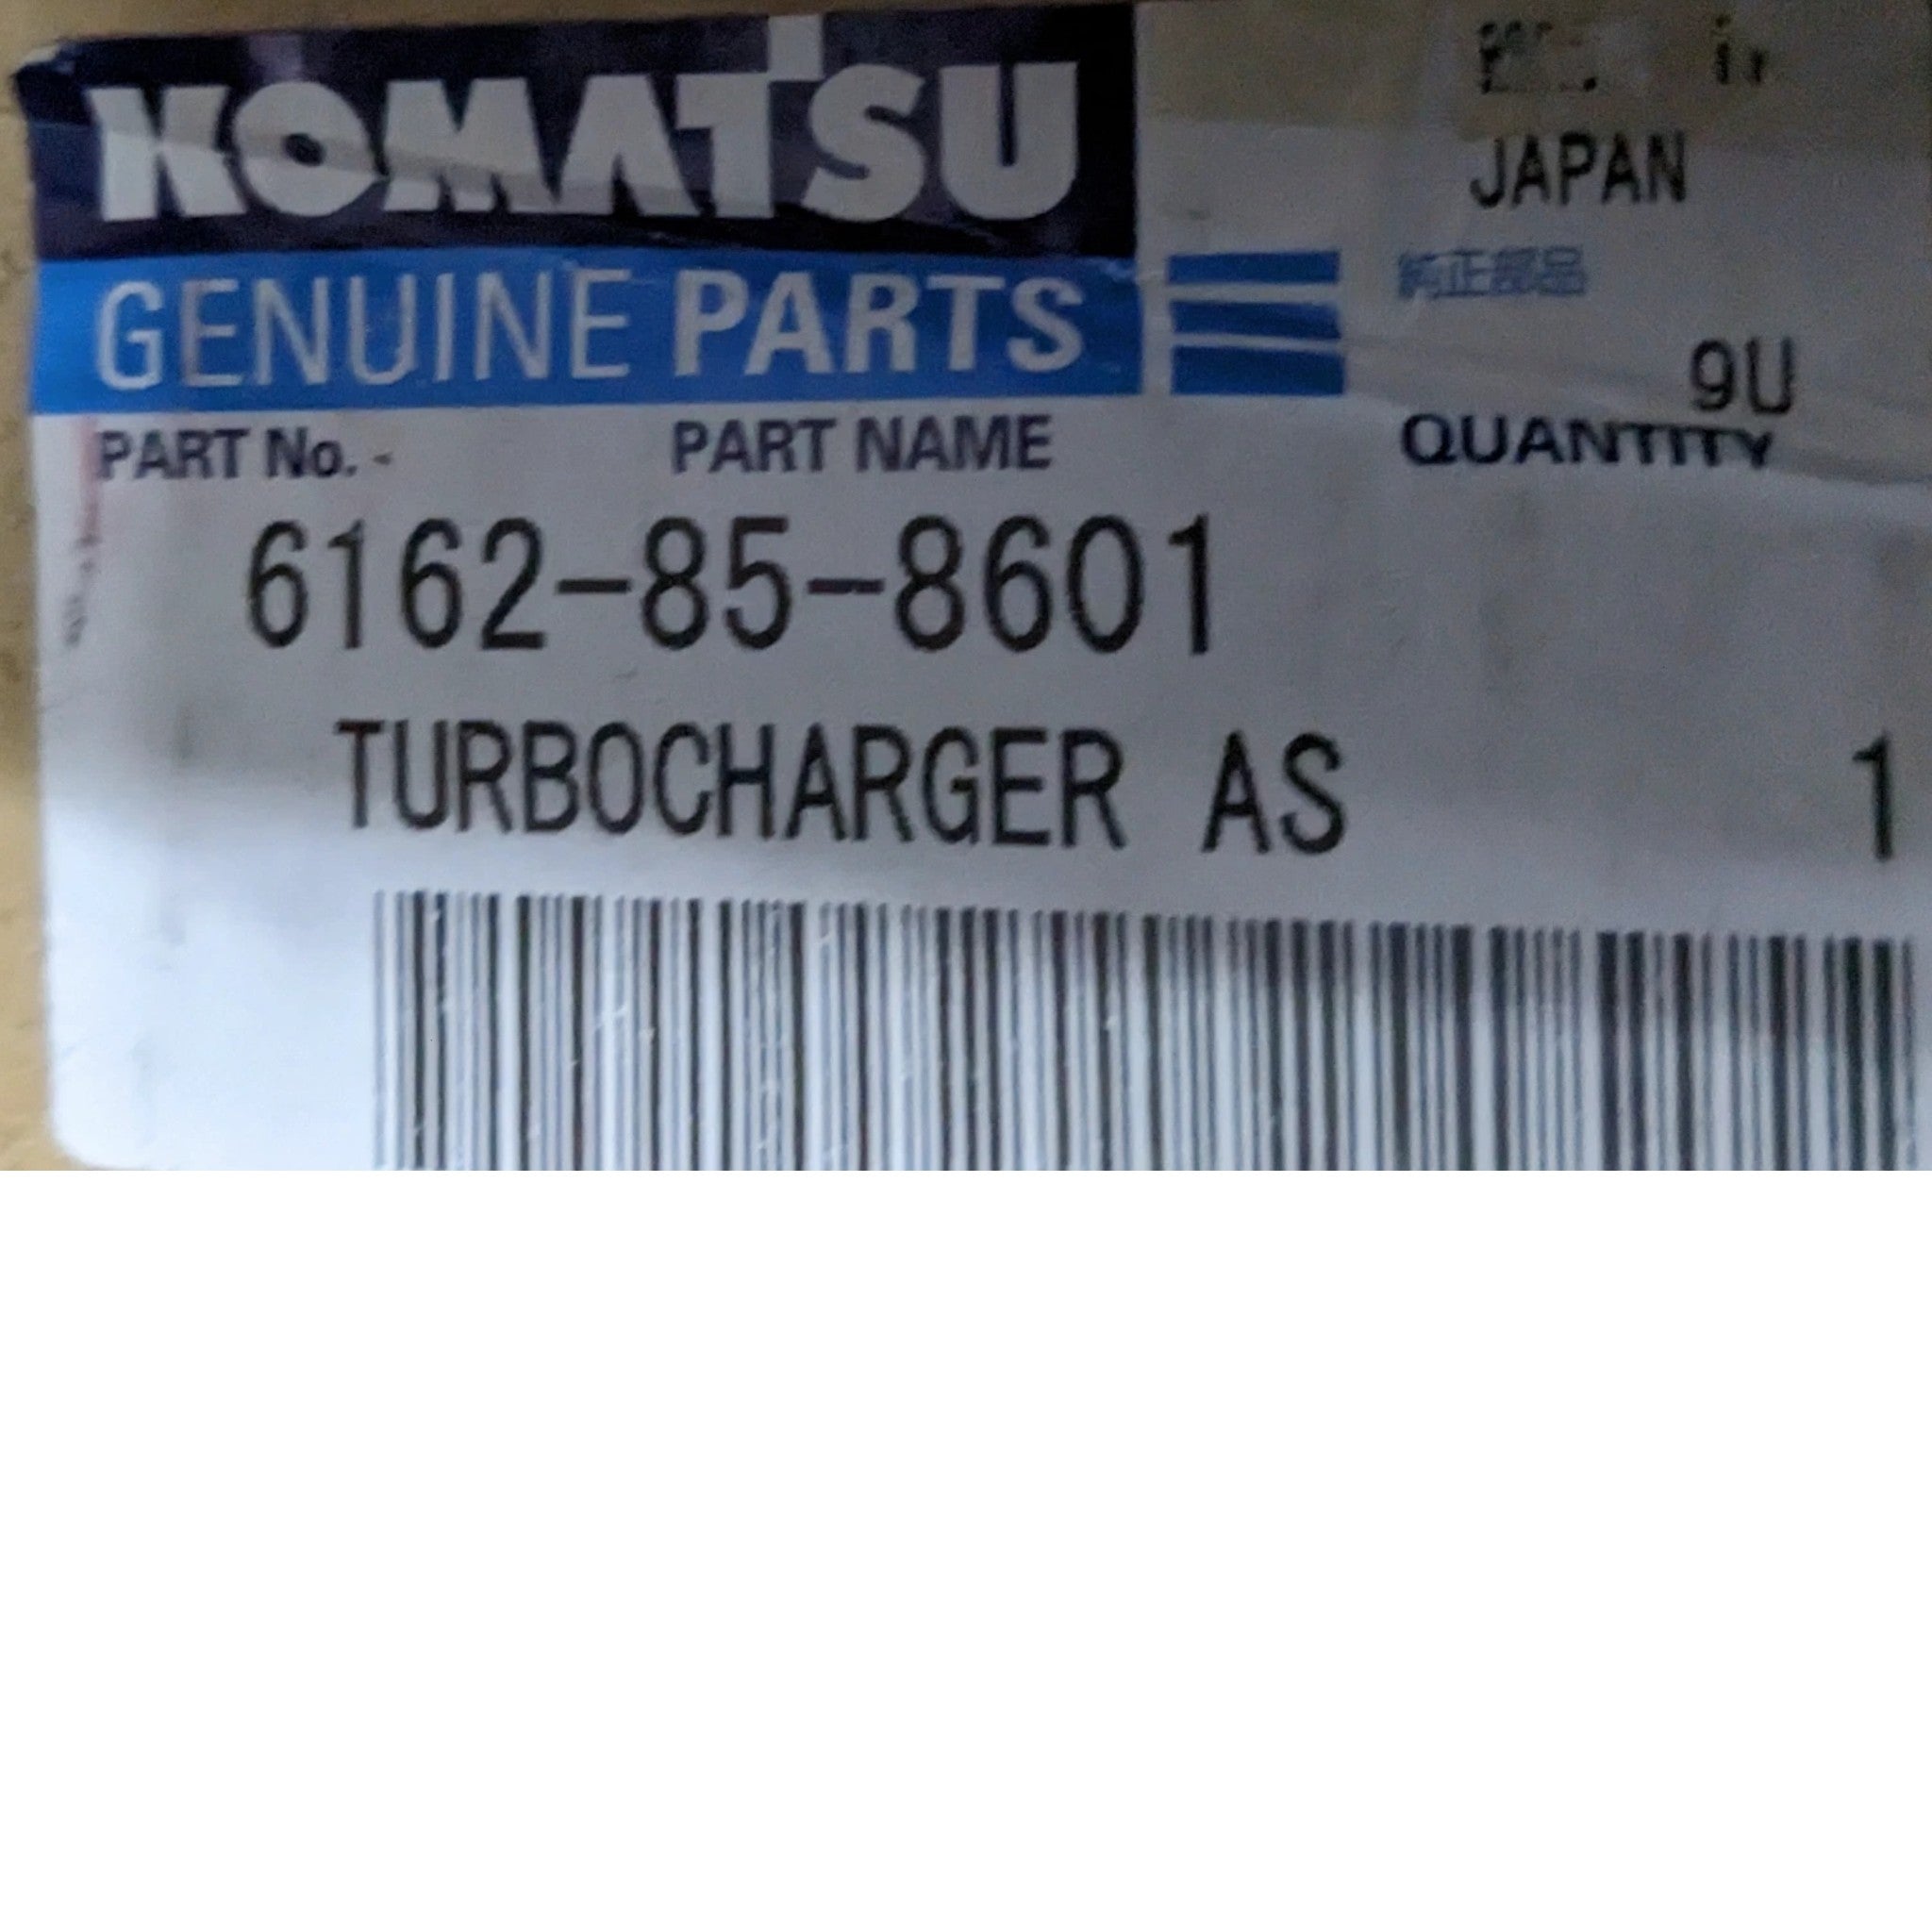 KOMATSU
JAPAN
GENUINE PARTS
純正部品
9U
PART No. PART NAME QUANTITY
6162-85-8601
TURBOCHARGER AS 1